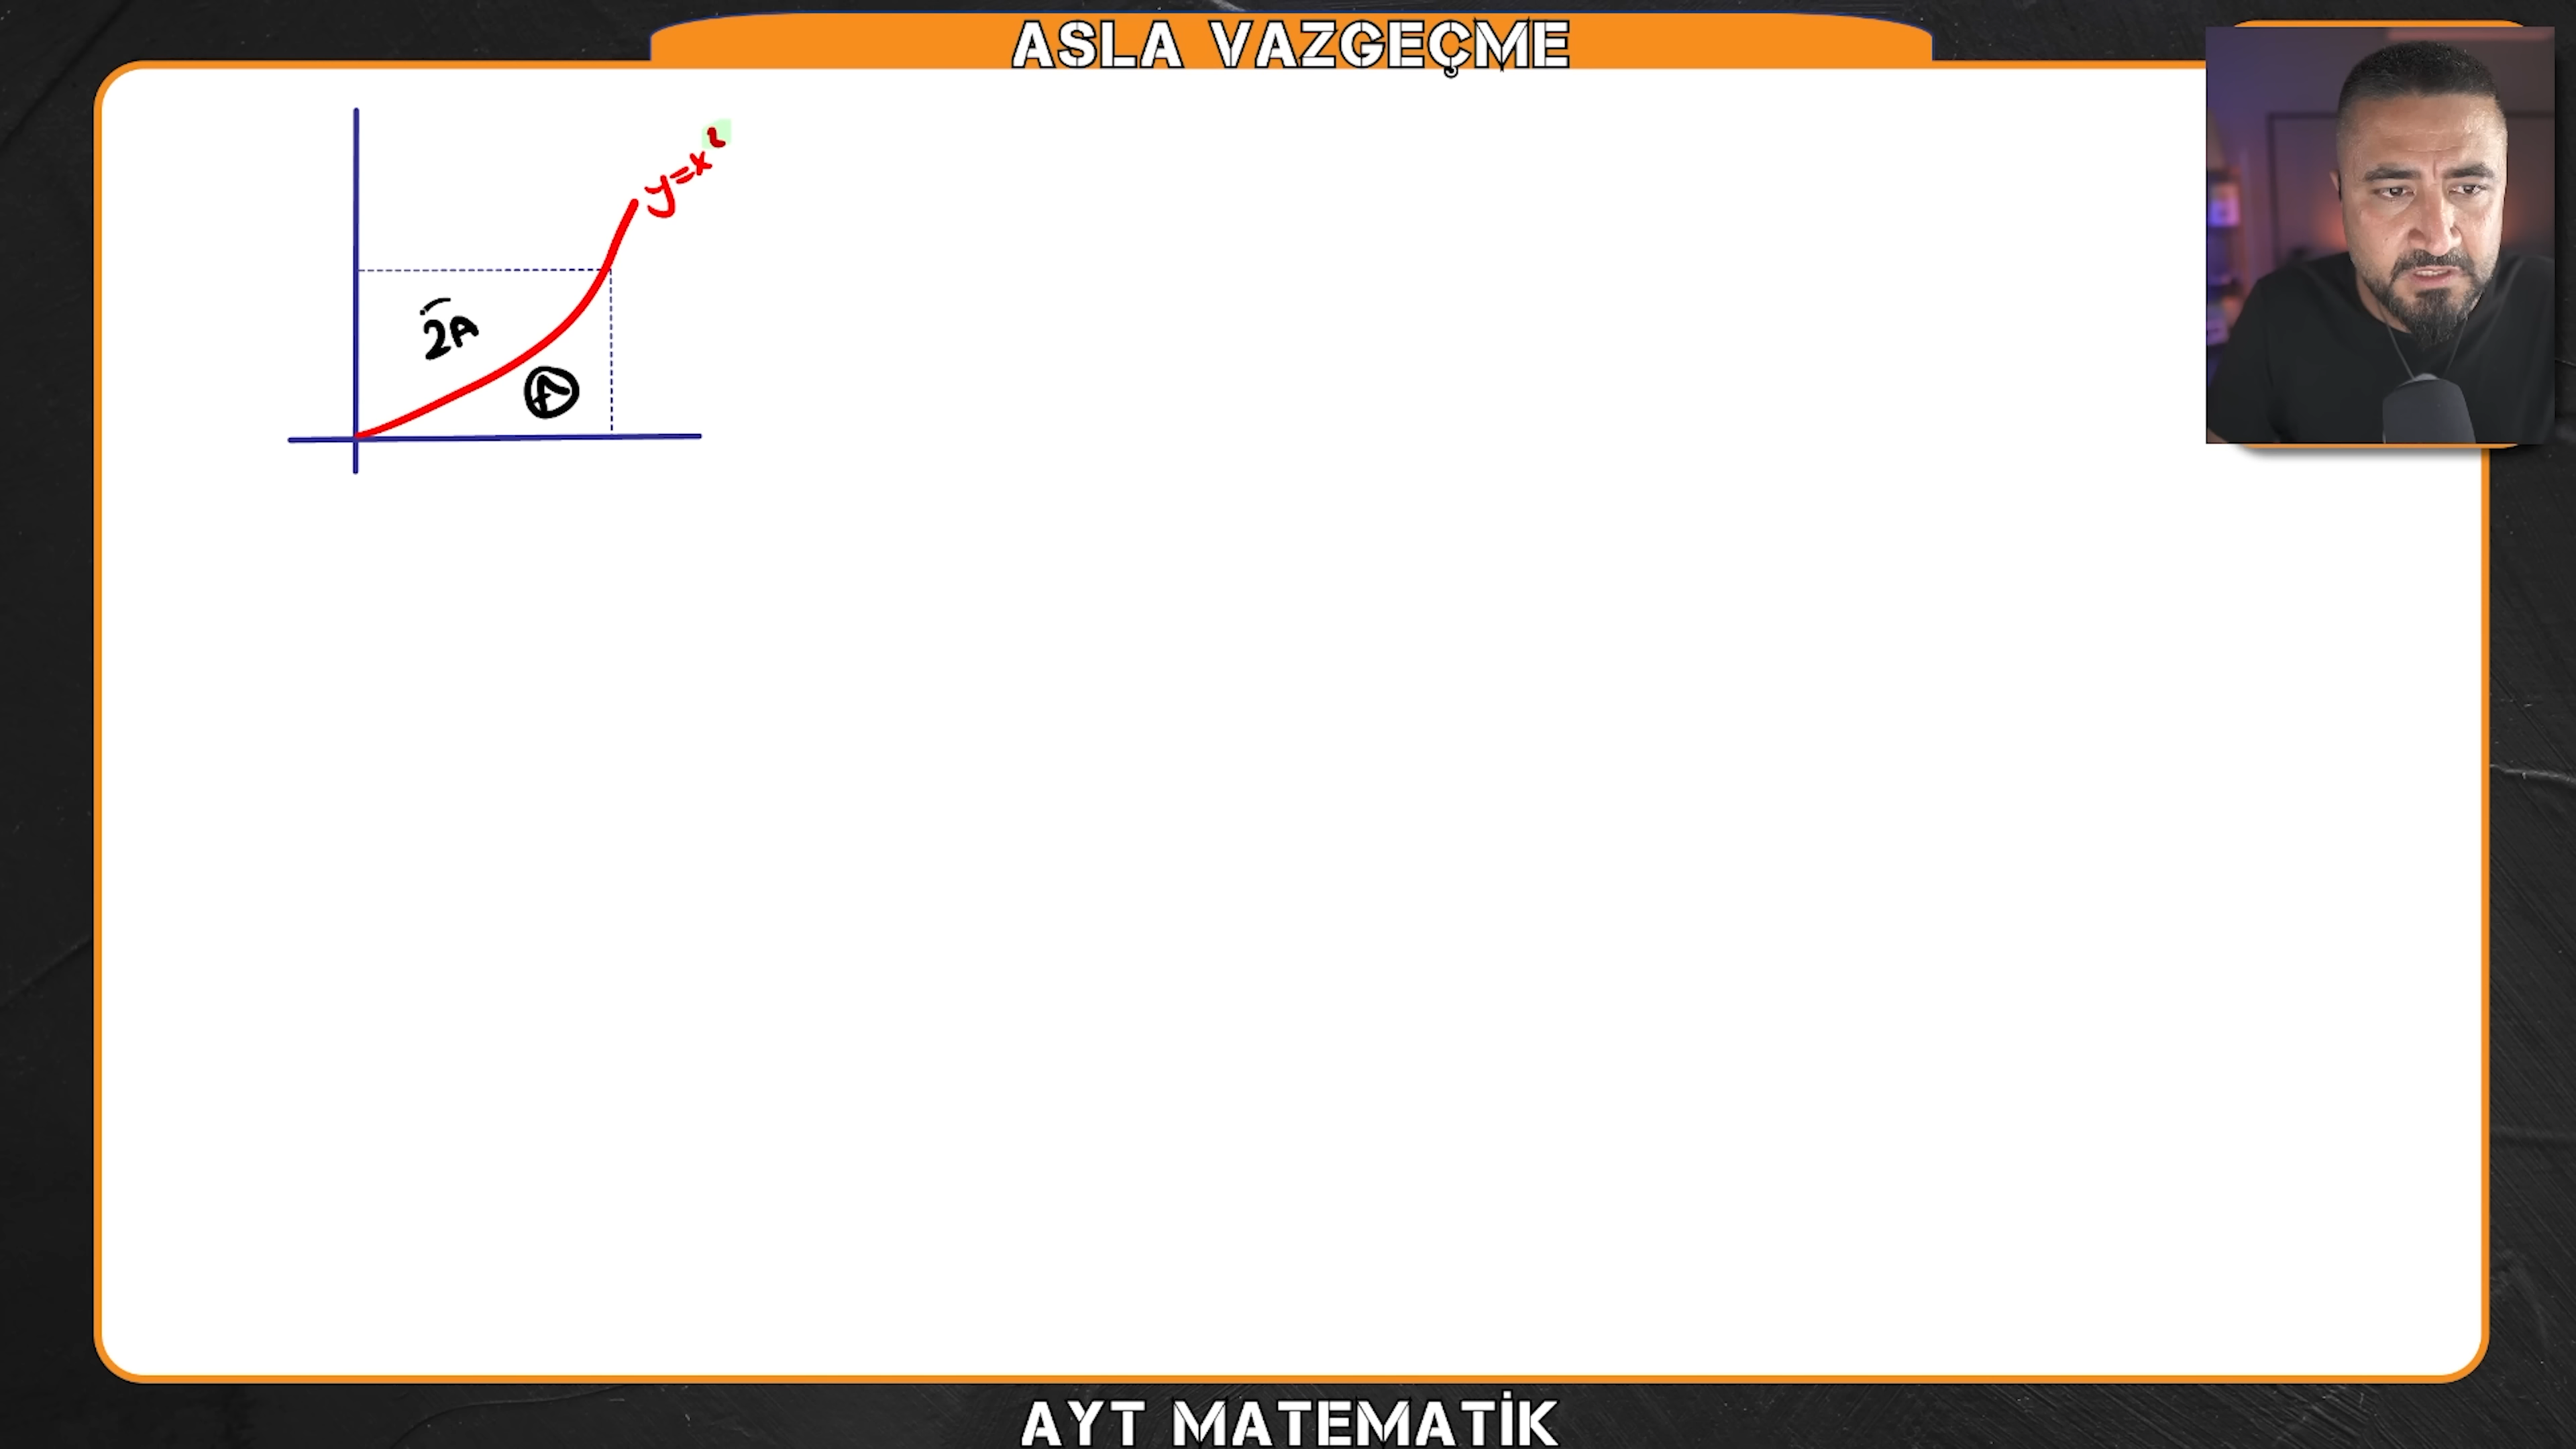 ASLA VAZGEÇME
y=x²
2A
A
AYT MATEMATİK